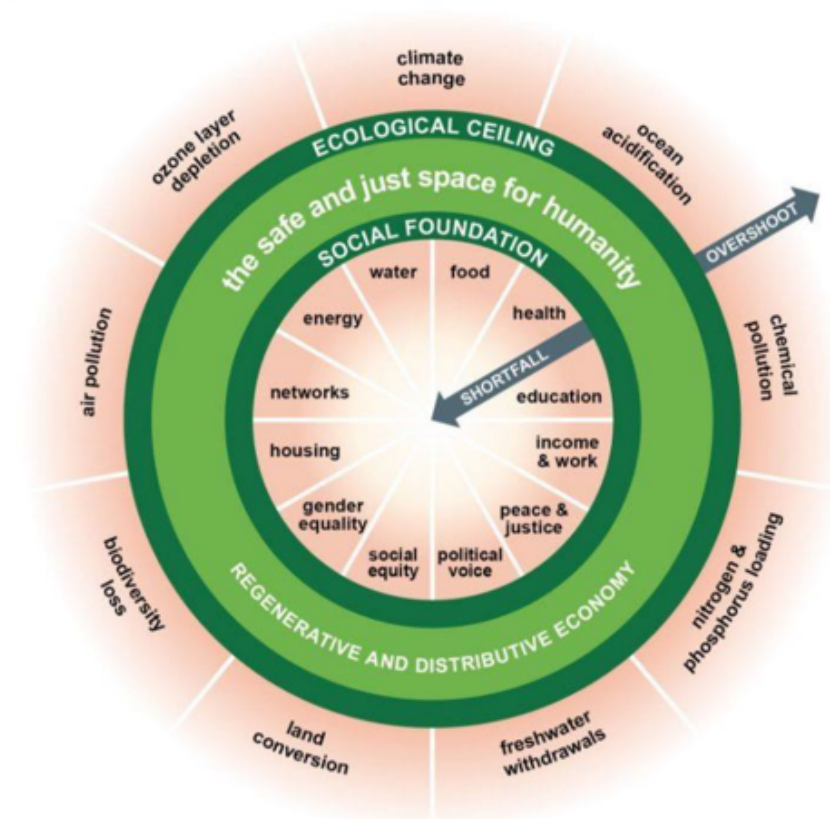 climate
change
ozone layer
depletion
ocean
acidification
ECOLOGICAL CEILING
the safe and just space for humanity
SOCIAL FOUNDATION
OVERSHOOT
water
food
energy
health
SHORTFALL
networks
education
housing
income
& work
gender
equality
peace &
justice
social
equity
political
voice
air pollution
chemical
pollution
REGENERATIVE AND DISTRIBUTIVE ECONOMY
biodiversity
loss
nitrogen &
phosphorus loading
land
conversion
freshwater
withdrawals